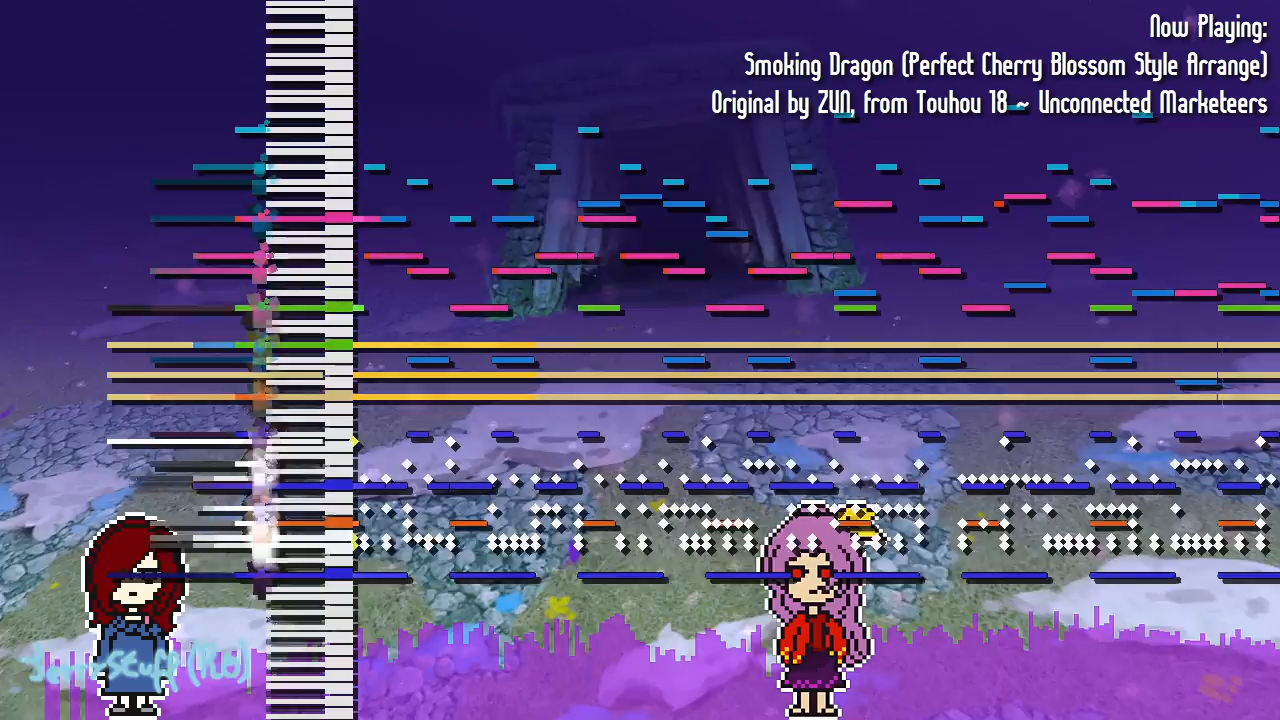 Now Playing:
Smoking Dragon (Perfect Cherry Blossom Style Arrange)
Original by ZUN, from Touhou 18 ~ Unconnected Marketeers